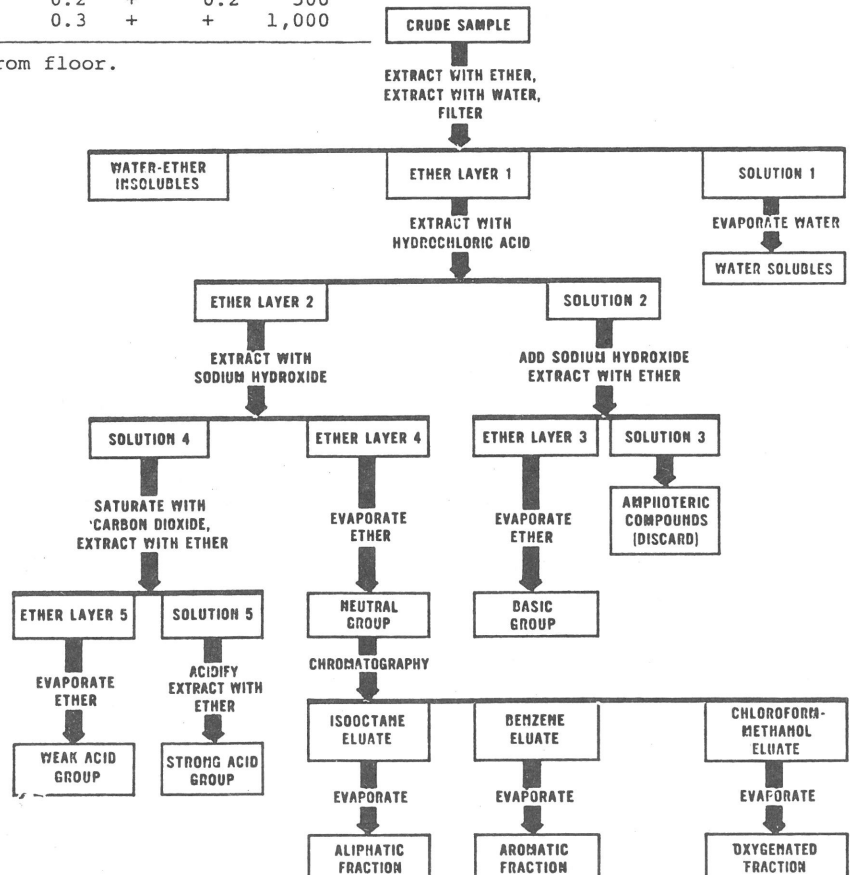 0.2 + 0.2 500
0.3 + + 1,000
rom floor.
CRUDE SAMPLE
EXTRACT WITH ETHER,
EXTRACT WITH WATER,
FILTER
WATER-ETHER
INSOLUBLES
ETHER LAYER 1
SOLUTION 1
EXTRACT WITH
HYDROCHLORIC ACID
EVAPORATE WATER
WATER SOLUBLES
ETHER LAYER 2
SOLUTION 2
EXTRACT WITH
SODIUM HYDROXIDE
ADD SODIUM HYDROXIDE
EXTRACT WITH ETHER
SOLUTION 4
ETHER LAYER 4
ETHER LAYER 3
SOLUTION 3
SATURATE WITH
CARBON DIOXIDE,
EXTRACT WITH ETHER
EVAPORATE
ETHER
EVAPORATE
ETHER
AMPHOTERIC
COMPOUNDS
(DISCARD)
ETHER LAYER 5
SOLUTION 5
NEUTRAL
GROUP
BASIC
GROUP
EVAPORATE
ETHER
ACIDIFY
EXTRACT WITH
ETHER
CHROMATOGRAPHY
WEAK ACID
GROUP
STRONG ACID
GROUP
ISOOCTANE
ELUATE
BENZENE
ELUATE
CHLOROFORM-
METHANOL
ELUATE
EVAPORATE
EVAPORATE
EVAPORATE
ALIPHATIC
FRACTION
AROMATIC
FRACTION
OXYGENATED
FRACTION